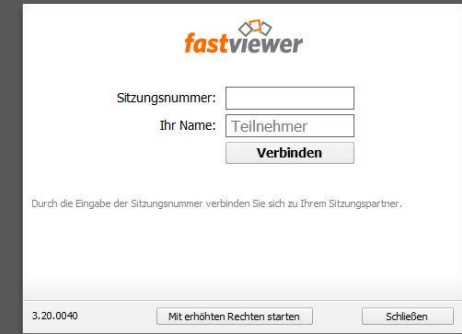 fastviewer
Sitzungsnummer:
Ihr Name: Teilnehmer
Verbinden
Durch die Eingabe der Sitzungsnummer verbinden Sie sich zu Ihrem Sitzungspartner.
3.20.0040 Mit erhöhten Rechten starten Schließen